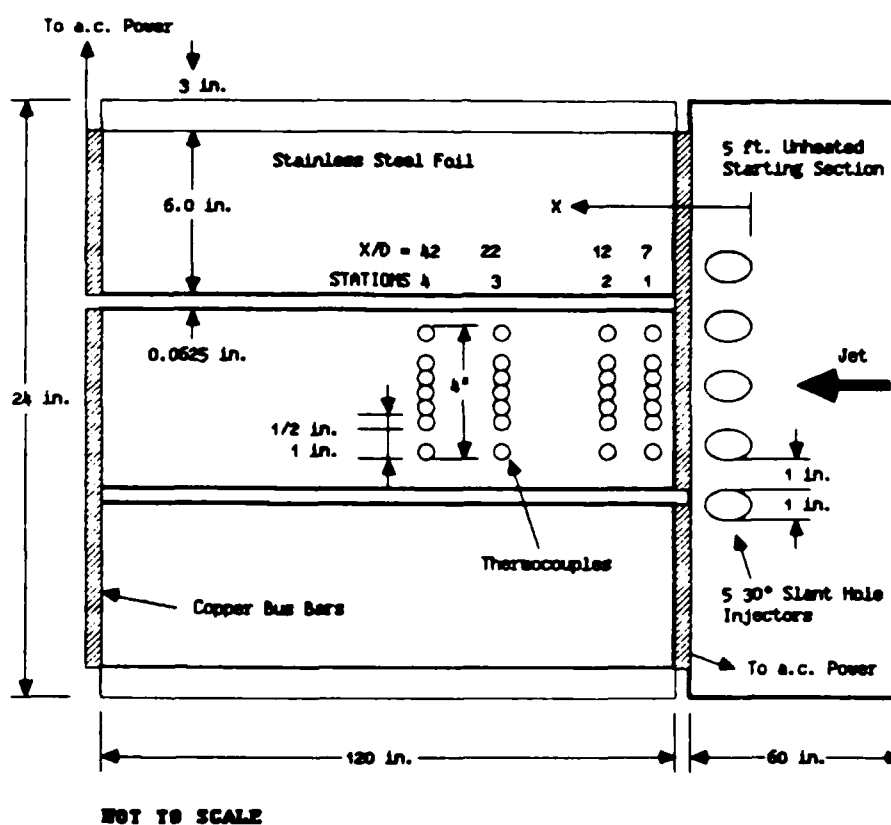 To a.c. Power
3 in.
Stainless Steel Foil
5 ft. Unheated
Starting Section
6.0 in.
X
X/D = 42 22 12 7
STATIONS 4 3 2 1
0.0625 in.
Jet
24 in.
4"
1/2 in.
1 in.
1 in.
1 in.
Thermocouples
Copper Bus Bars
5 30° Slant Hole
Injectors
To a.c. Power
120 in.
60 in.
NOT TO SCALE